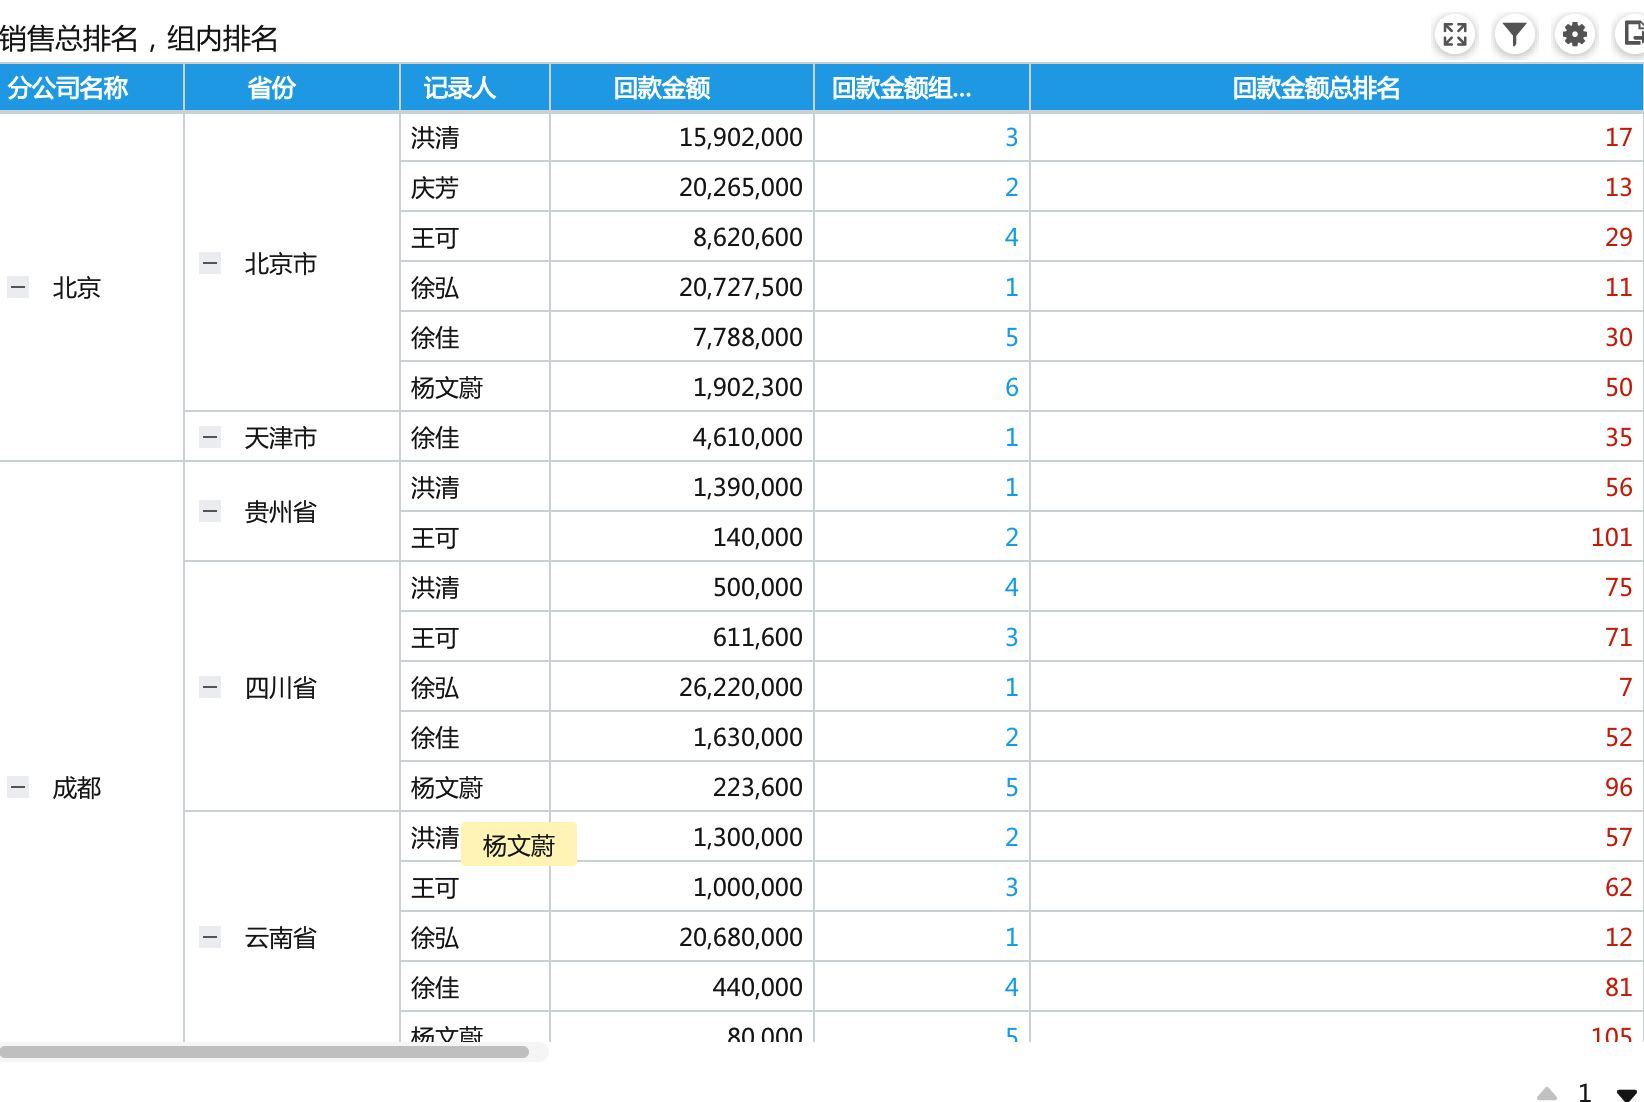 销售总排名，组内排名
分公司名称 省份 记录人 回款金额 回款金额组... 回款金额总排名
北京 北京市 洪清 15,902,000 3 17
庆芳 20,265,000 2 13
王可 8,620,600 4 29
徐弘 20,727,500 1 11
徐佳 7,788,000 5 30
杨文蔚 1,902,300 6 50
天津市 徐佳 4,610,000 1 35
成都 贵州省 洪清 1,390,000 1 56
王可 140,000 2 101
四川省 洪清 500,000 4 75
王可 611,600 3 71
徐弘 26,220,000 1 7
徐佳 1,630,000 2 52
杨文蔚 223,600 5 96
云南省 洪清 1,300,000 2 57
杨文蔚
王可 1,000,000 3 62
徐弘 20,680,000 1 12
徐佳 440,000 4 81
杨文蔚 80,000 5 105
1